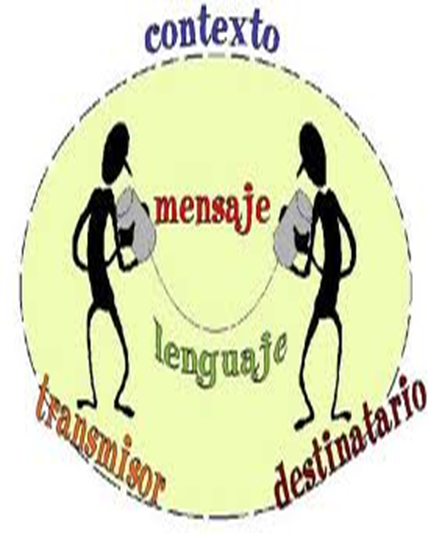 contexto
mensaje
lenguaje
transmisor
destinatario